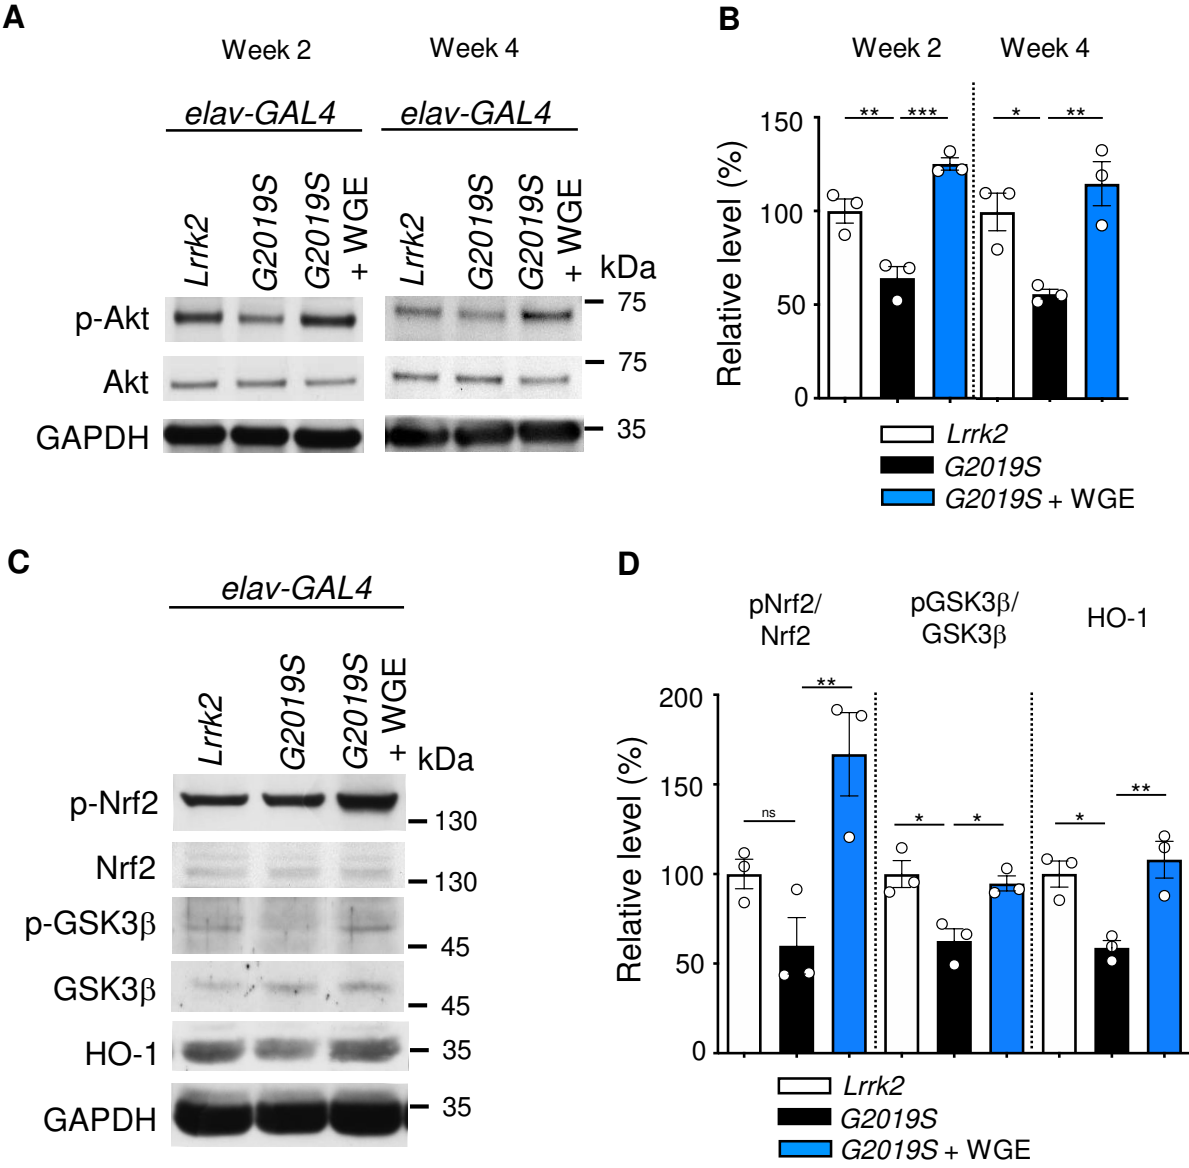 A
Week 2
Week 4
elav-GAL4
elav-GAL4
Lrrk2
G2019S
G2019S
+ WGE
Lrrk2
G2019S
G2019S
+ WGE
kDa
p-Akt
75
Akt
75
GAPDH
35
B
Week 2
Week 4
** *** * **
Relative level (%)
150
100
50
0
Lrrk2
G2019S
G2019S + WGE
C
elav-GAL4
Lrrk2
G2019S
G2019S
+ WGE
kDa
p-Nrf2
130
Nrf2
130
p-GSK3β
45
GSK3β
45
HO-1
35
GAPDH
35
D
pNrf2/
Nrf2
pGSK3β/
GSK3β
HO-1
Relative level (%)
200
150
100
50
0
ns
**
* *
* **
Lrrk2
G2019S
G2019S + WGE